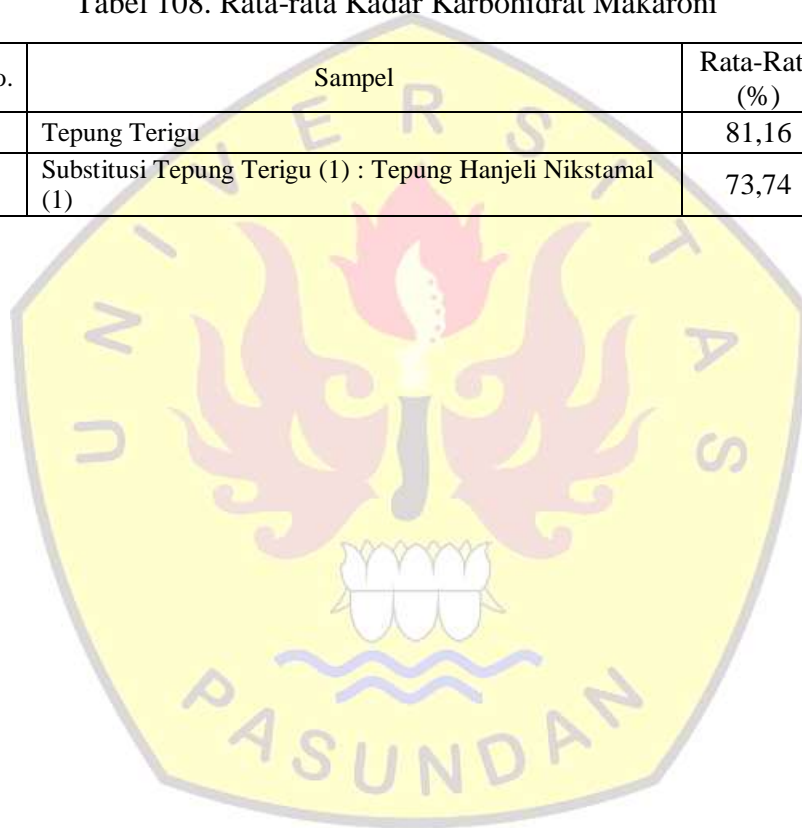 Tabel 108. Rata-rata Kadar Karbohidrat Makaroni
o. Sampel Rata-Rat
(%)
Tepung Terigu 81,16
Substitusi Tepung Terigu (1) : Tepung Hanjeli Nikstamal
(1) 73,74
UNIVERSITAS
PASUNDAN